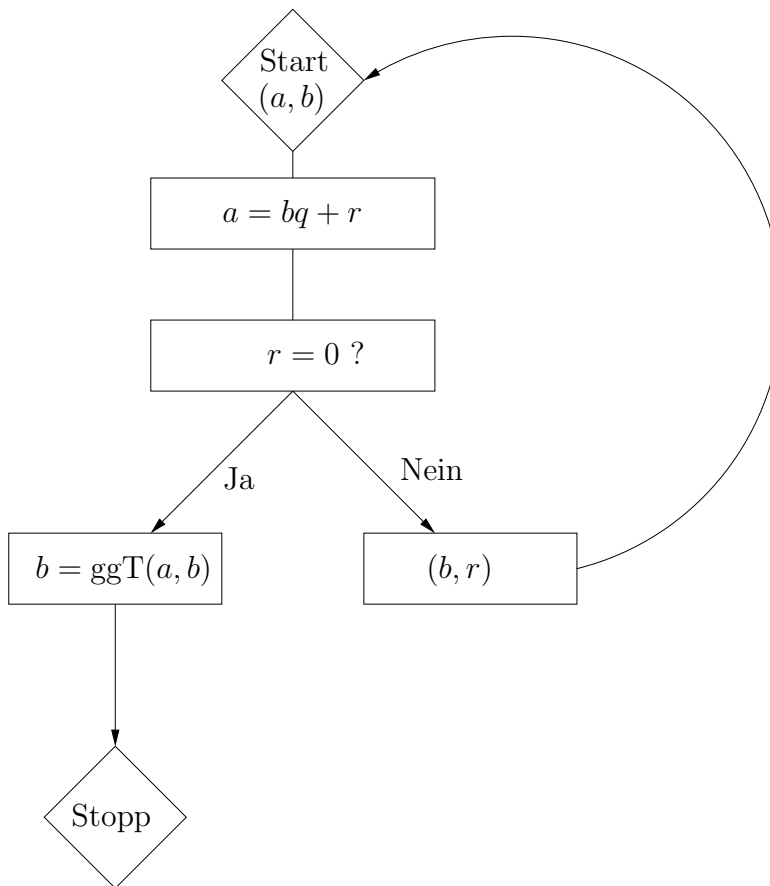 Start
(a, b)
a = bq + r
r = 0 ?
Ja
Nein
b = ggT(a, b)
(b, r)
Stopp